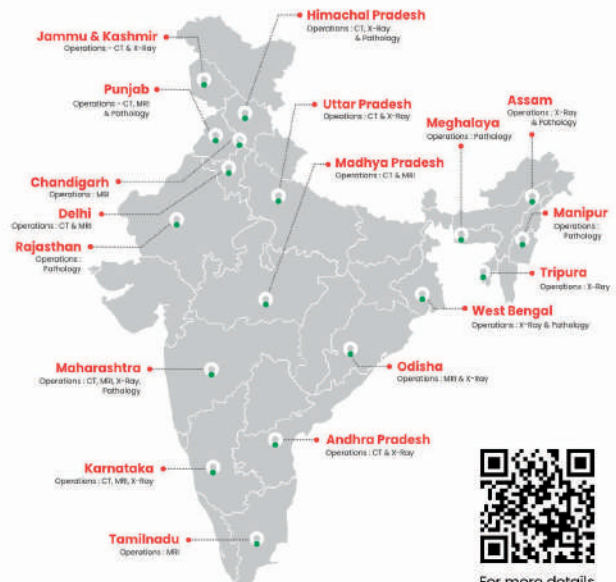 Himachal Pradesh
Operations : CT, X-Ray
& Pathology
Jammu & Kashmir
Operations - CT & X-Ray
Punjab
Operations - CT, MRI
& Pathology
Uttar Pradesh
Operations : CT & X-Ray
Assam
Operations : X-Ray
& Pathology
Meghalaya
Operations : Pathology
Madhya Pradesh
Operations : CT & MRI
Chandigarh
Operations : MRI
Delhi
Operations : CT & MRI
Manipur
Operations :
Pathology
Rajasthan
Operations :
Pathology
Tripura
Operations : X-Ray
West Bengal
Operations : X-Ray & Pathology
Maharashtra
Operations : CT, MRI, X-Ray,
Pathology
Odisha
Operations : MRI & X-Ray
Andhra Pradesh
Operations : CT & X-Ray
Karnataka
Operations : CT, MRI, X-Ray
Tamilnadu
Operations : MRI
For more details